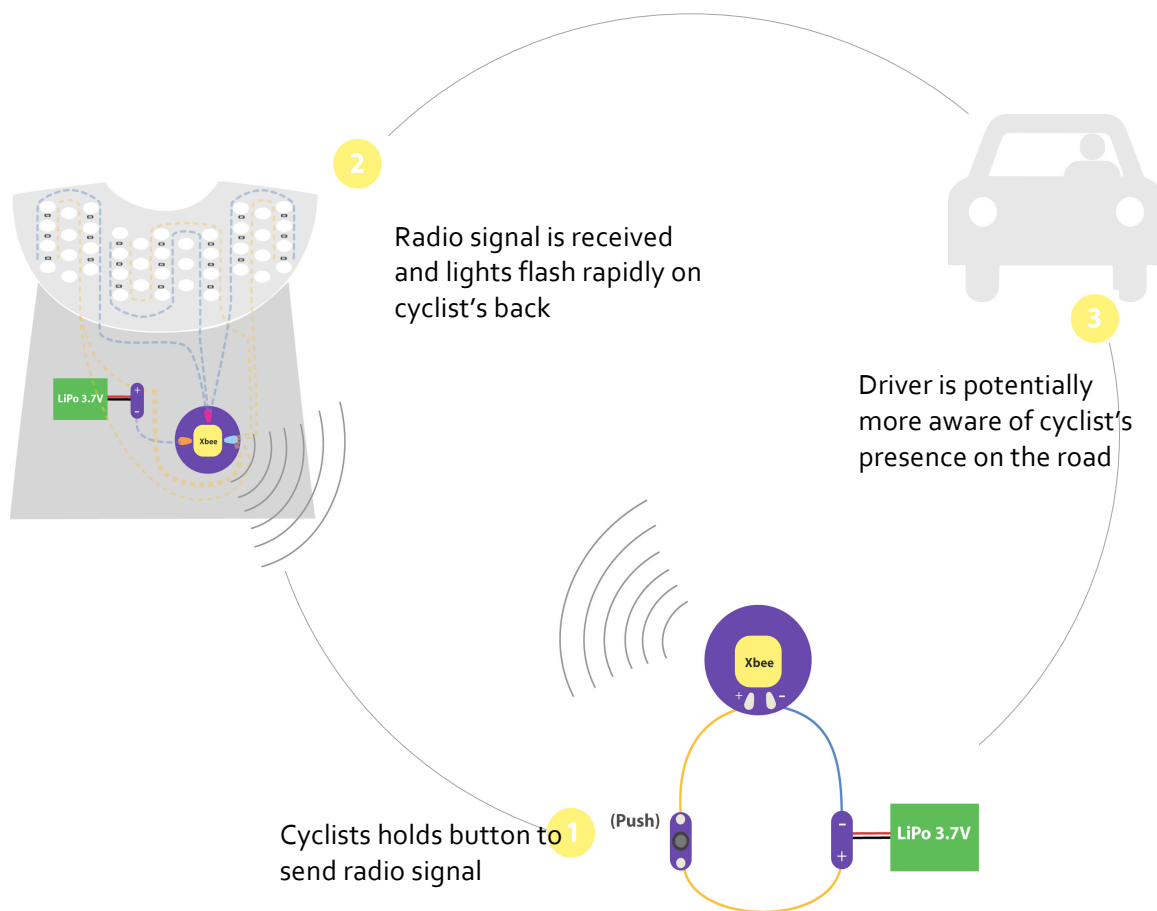 2
Radio signal is received
and lights flash rapidly on
cyclist's back
3
Driver is potentially
more aware of cyclist's
presence on the road
+
-
LiPo 3.7V
Xbee
Xbee
+ -
1
(Push)
Cyclists holds button to
send radio signal
-
+
LiPo 3.7V